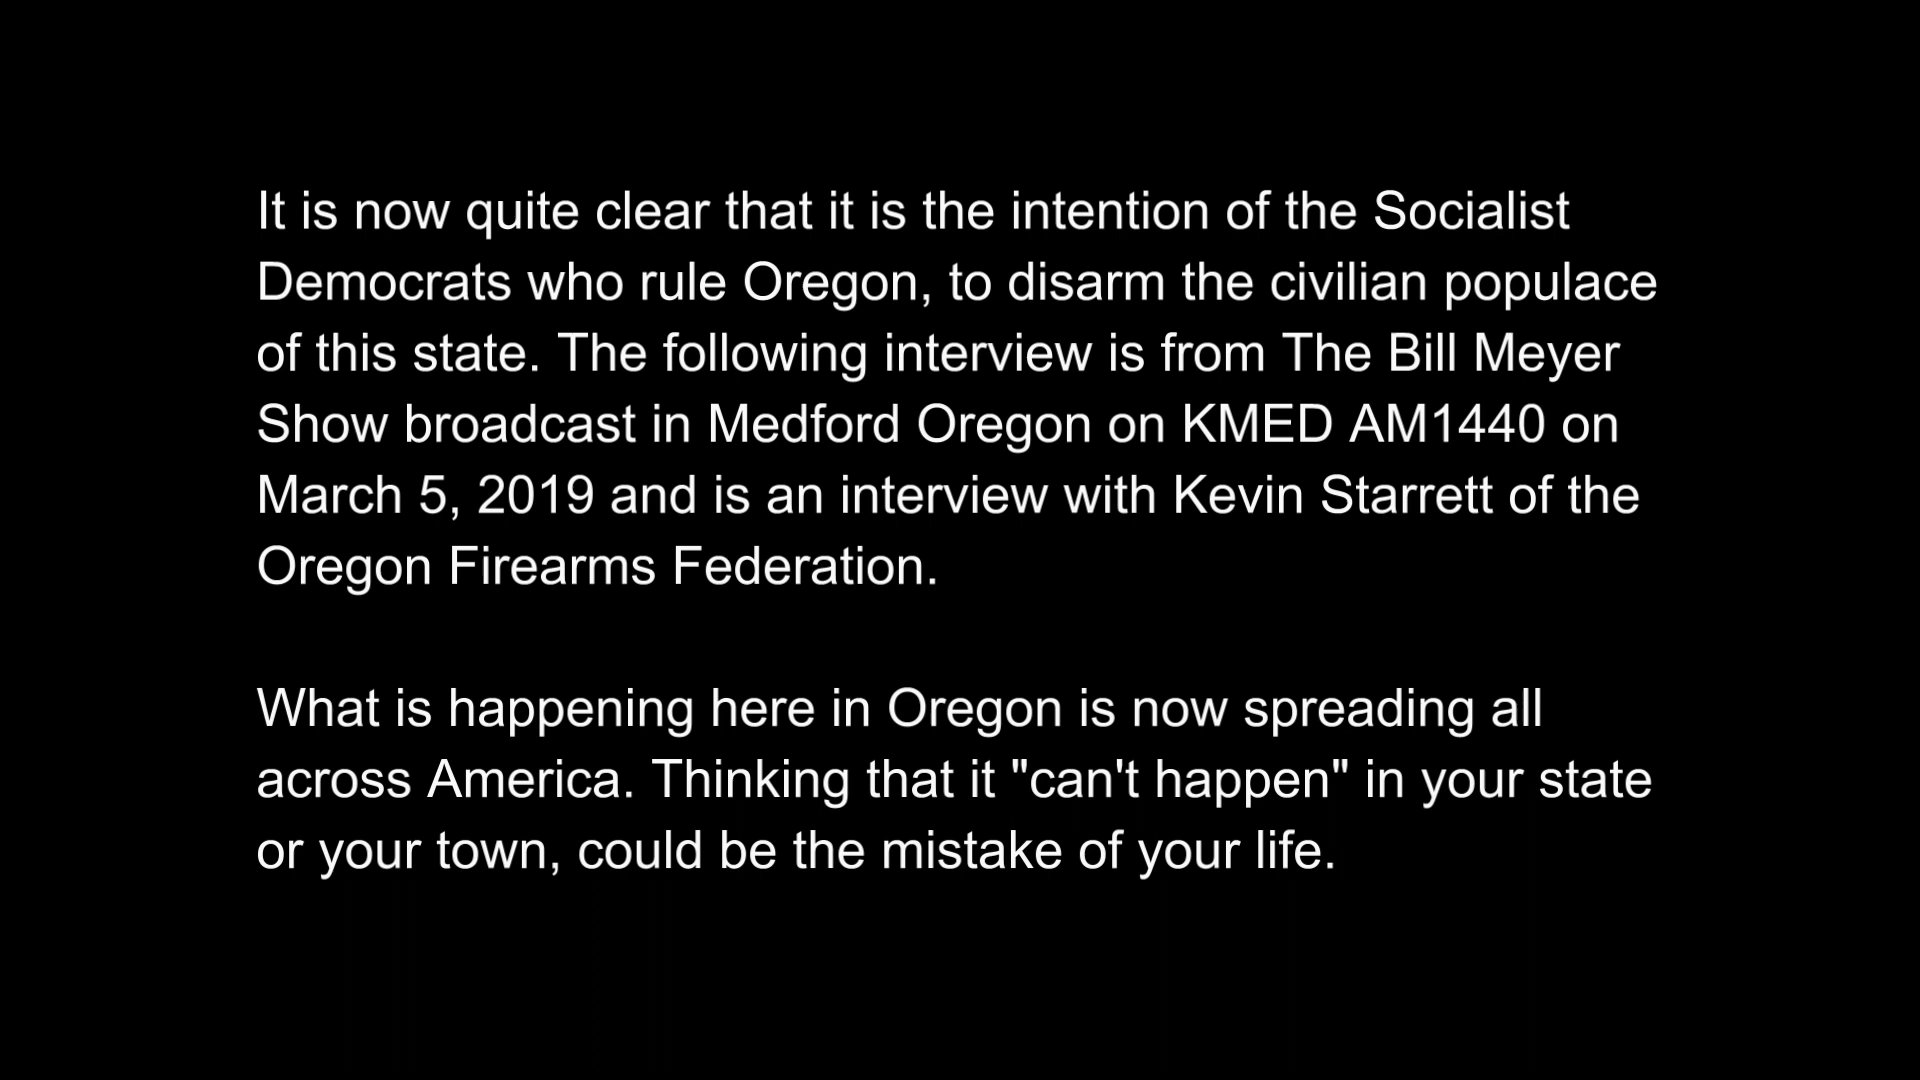 It is now quite clear that it is the intention of the Socialist
Democrats who rule Oregon, to disarm the civilian populace
of this state. The following interview is from The Bill Meyer
Show broadcast in Medford Oregon on KMED AM1440 on
March 5, 2019 and is an interview with Kevin Starrett of the
Oregon Firearms Federation.
What is happening here in Oregon is now spreading all
across America. Thinking that it "can't happen" in your state
or your town, could be the mistake of your life.